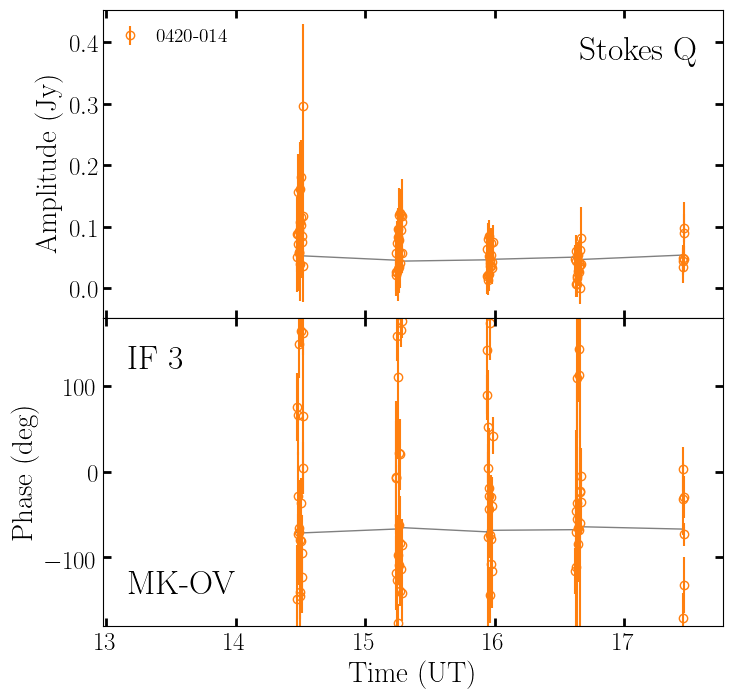 0420-014
Stokes Q
Amplitude (Jy)
0.4
0.3
0.2
0.1
0.0
IF 3
Phase (deg)
100
0
−100
MK-OV
13 14 15 16 17
Time (UT)